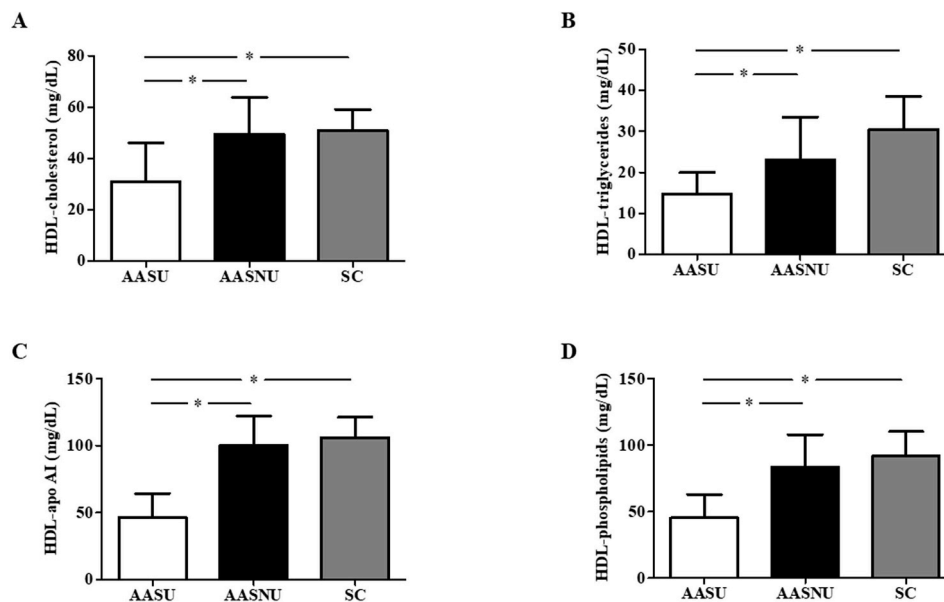 A
HDL-cholesterol (mg/dL)
80
60
40
20
0
*
*
AASU AASNU SC
B
HDL-triglycerides (mg/dL)
50
40
30
20
10
0
*
*
AASU AASNU SC
C
HDL-apo AI (mg/dL)
150
100
50
0
*
*
AASU AASNU SC
D
HDL-phospholipids (mg/dL)
150
100
50
0
*
*
AASU AASNU SC